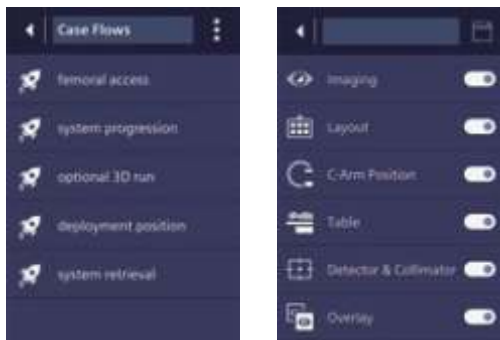 Case Flows
femoral access
system progression
optional 3D run
deployment position
system retrieval
Imaging
Layout
C-Arm Position
Table
Detector & Collimator
Overlay